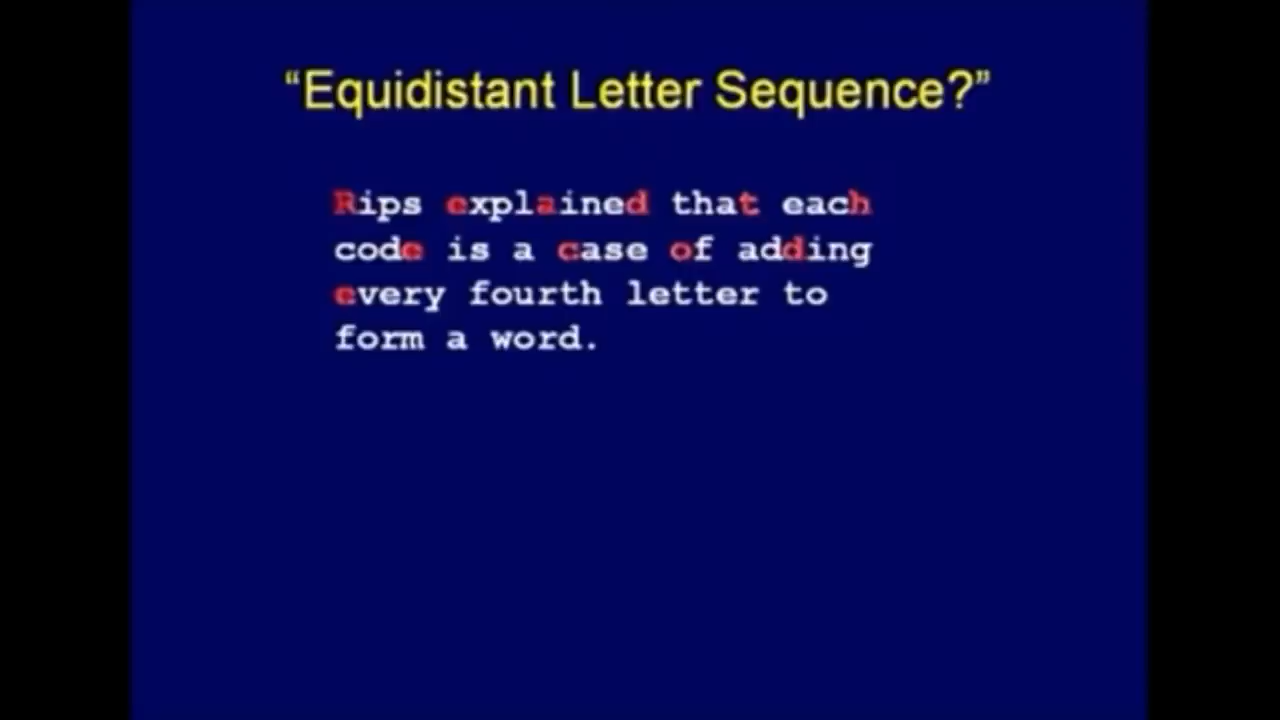 “Equidistant Letter Sequence?”
Rips explained that each
code is a case of adding
every fourth letter to
form a word.